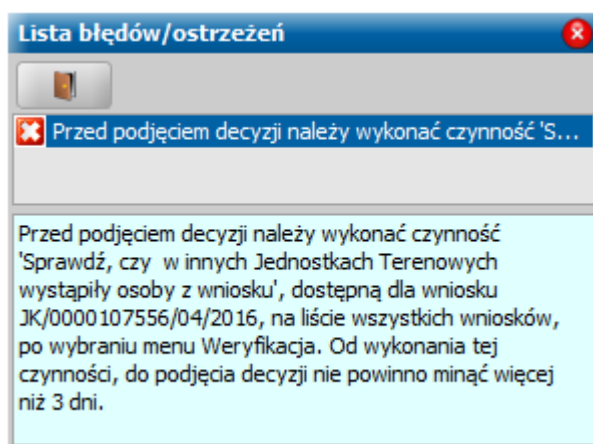 Lista błędów/ostrzeżeń
Przed podjęciem decyzji należy wykonać czynność 'S...
Przed podjęciem decyzji należy wykonać czynność
'Sprawdź, czy  w innych Jednostkach Terenowych
wystąpiły osoby z wniosku', dostępną dla wniosku
JK/0000107556/04/2016, na liście wszystkich wniosków,
po wybraniu menu Weryfikacja. Od wykonania tej
czynności, do podjęcia decyzji nie powinno minąć więcej
niż 3 dni.